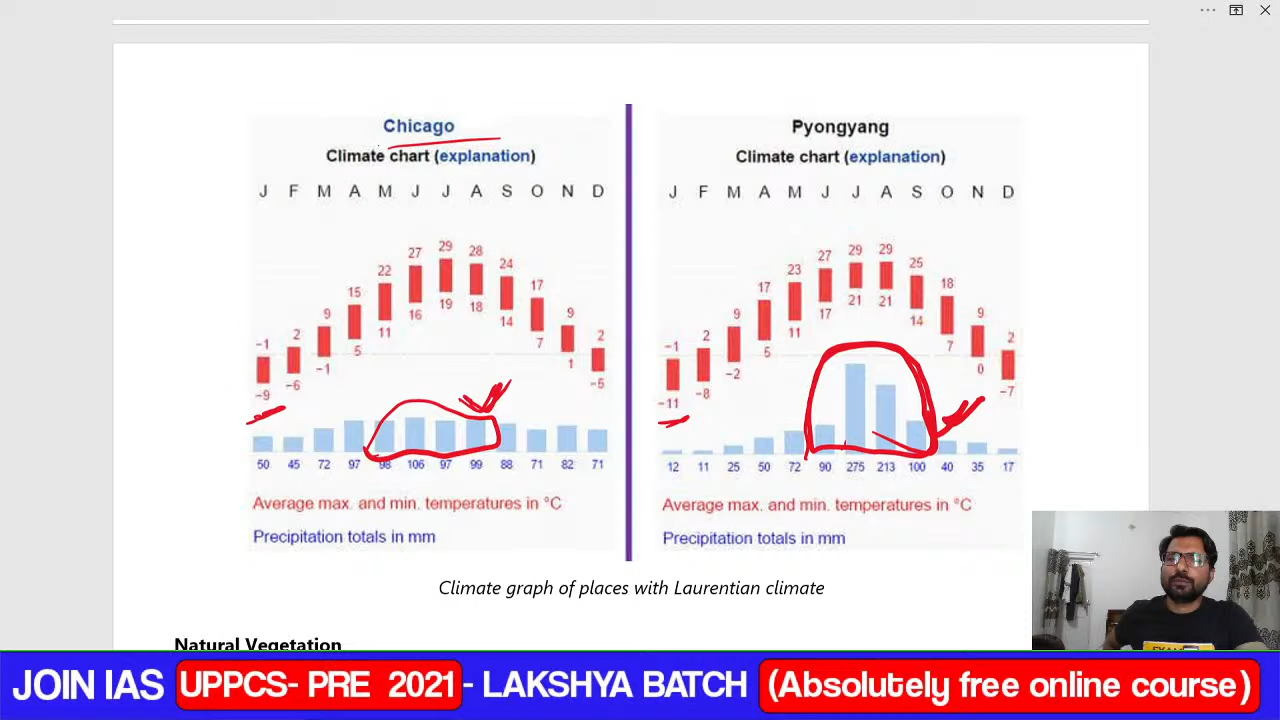 Chicago
Climate chart (explanation)
J F M A M J J A S O N D
27 29 28
22 24
15 17
9 19 18 9
2 11 16 14 2
-1 5 7
-1 1
-9 -6 -5
50 45 72 97 98 106 97 99 88 71 82 71
Average max. and min. temperatures in °C
Precipitation totals in mm
Pyongyang
Climate chart (explanation)
J F M A M J J A S O N D
27 29 29
23 25
17 18
9 21 21 9
2 11 17 14 2
-1 5 7
-2 0
-11 -8 -7
12 11 25 50 72 90 275 213 100 40 35 17
Average max. and min. temperatures in °C
Precipitation totals in mm
Climate graph of places with Laurentian climate
Natural Vegetation
JOIN IAS UPPCS- PRE 2021 - LAKSHYA BATCH (Absolutely free online course)